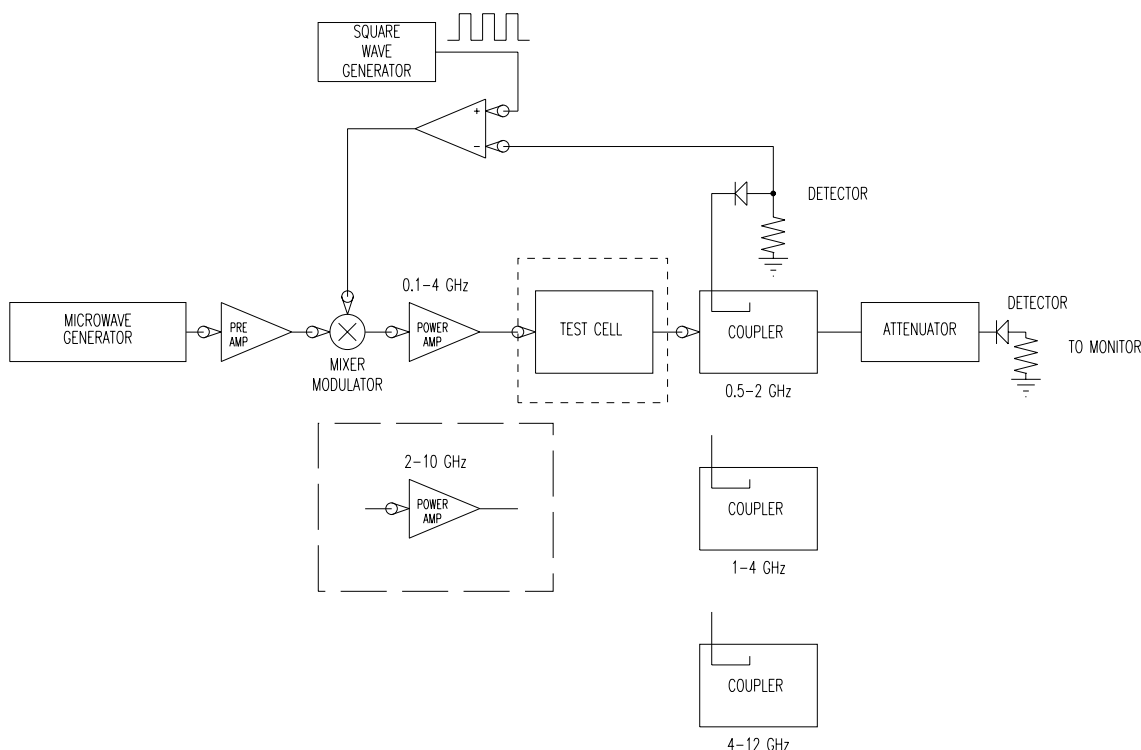 SQUARE
WAVE
GENERATOR
+
−
DETECTOR
0.1−4 GHz
MICROWAVE
GENERATOR
PRE
AMP
MIXER
MODULATOR
POWER
AMP
TEST CELL
COUPLER
0.5−2 GHz
ATTENUATOR
DETECTOR
TO MONITOR
2−10 GHz
POWER
AMP
COUPLER
1−4 GHz
COUPLER
4−12 GHz